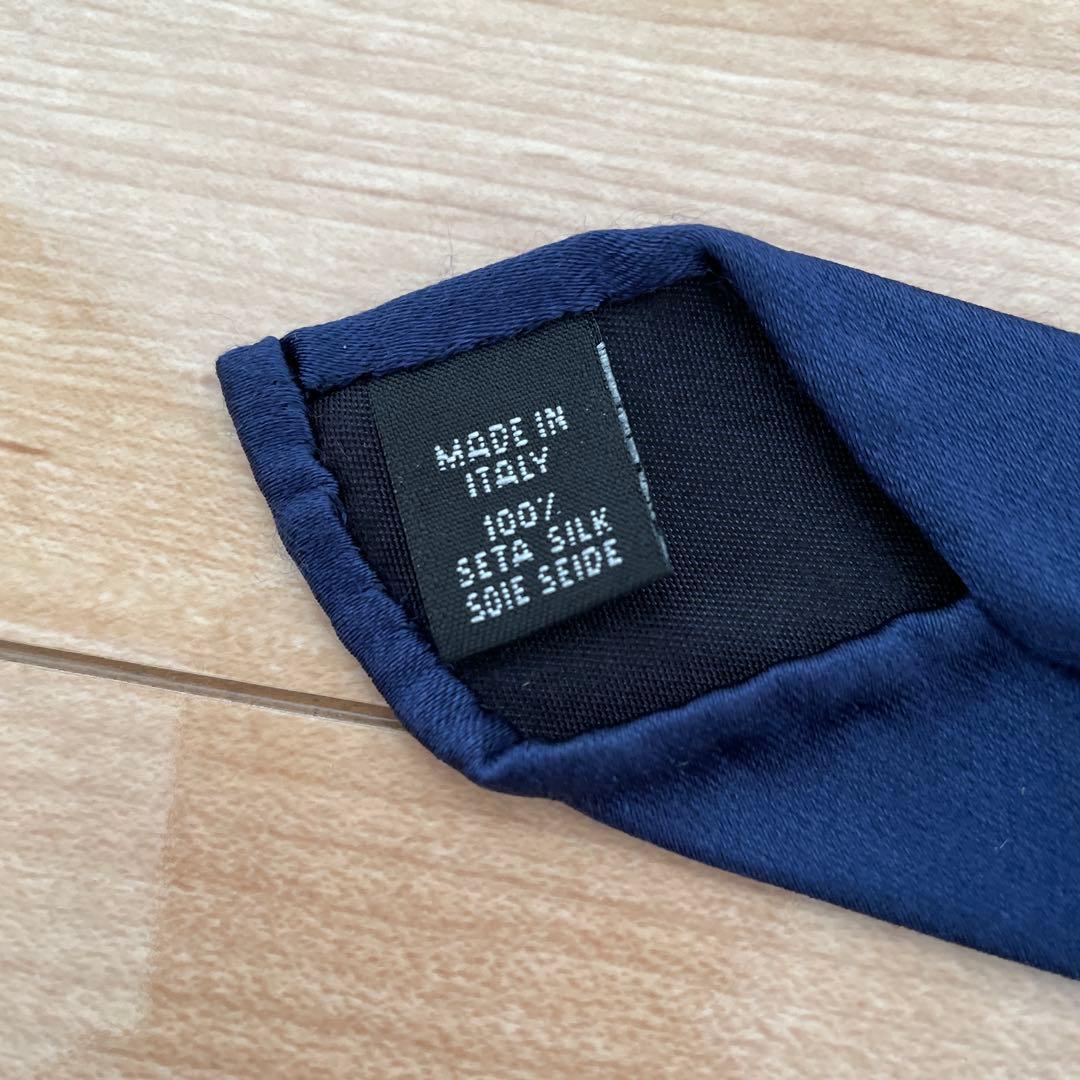 MADE IN
ITALY
100%
SETA SILK
SOIE SEIDE